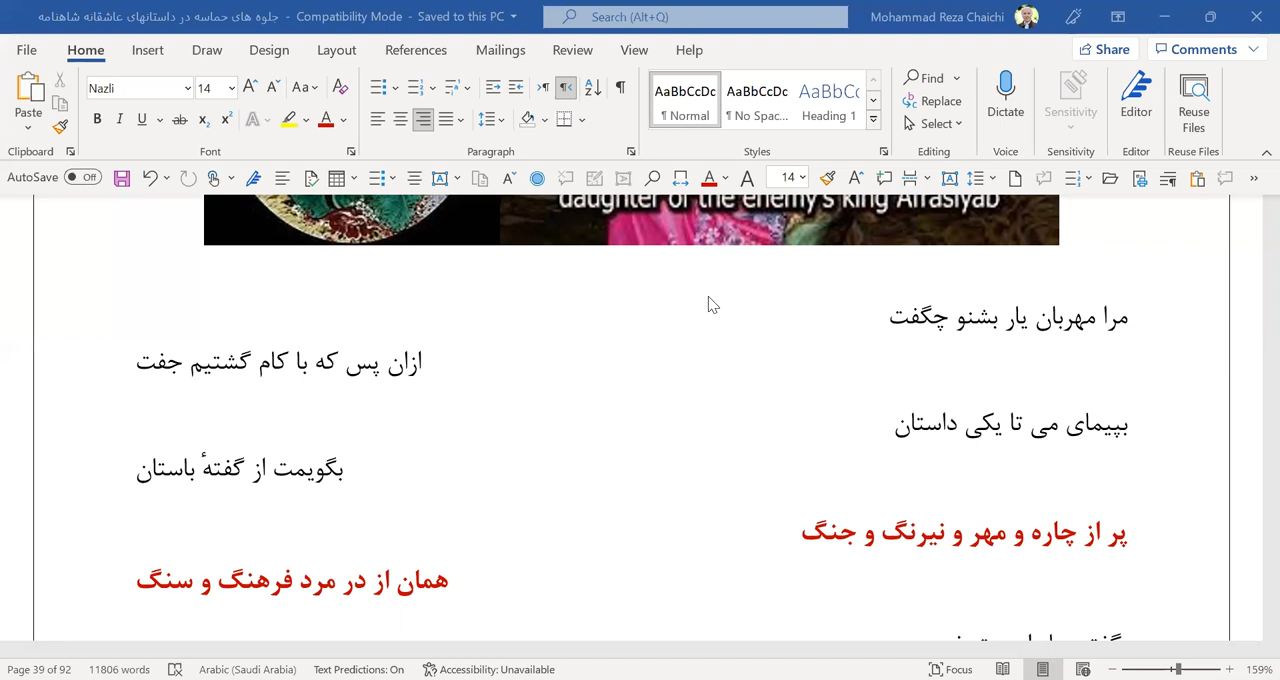 جلوه های حماسه در داستانهای عاشقانه شاهنامه - Compatibility Mode - Saved to this PC
Search (Alt+Q)
Mohammad Reza Chaichi
File Home Insert Draw Design Layout References Mailings Review View Help
Share Comments
Paste
Nazli 14
AaBbCcDc AaBbCcDc AaBbCc
¶ Normal ¶ No Spac... Heading 1
Find
Replace
Select
Dictate
Sensitivity
Editor
Reuse Files
Clipboard Font Paragraph Styles Editing Voice Sensitivity Editor Reuse Files
AutoSave Off
14
daughter of the enemy's king Afrasiyab
مرا مهربان یار بشنو چگفت
ازان پس که با کام گشتیم جفت
بپیمای می تا یکی داستان
بگویمت از گفتهٔ باستان
پر از چاره و مهر و نیرنگ و جنگ
همان از در مرد فرهنگ و سنگ
Page 39 of 92 11806 words Arabic (Saudi Arabia) Text Predictions: On Accessibility: Unavailable Focus 159%